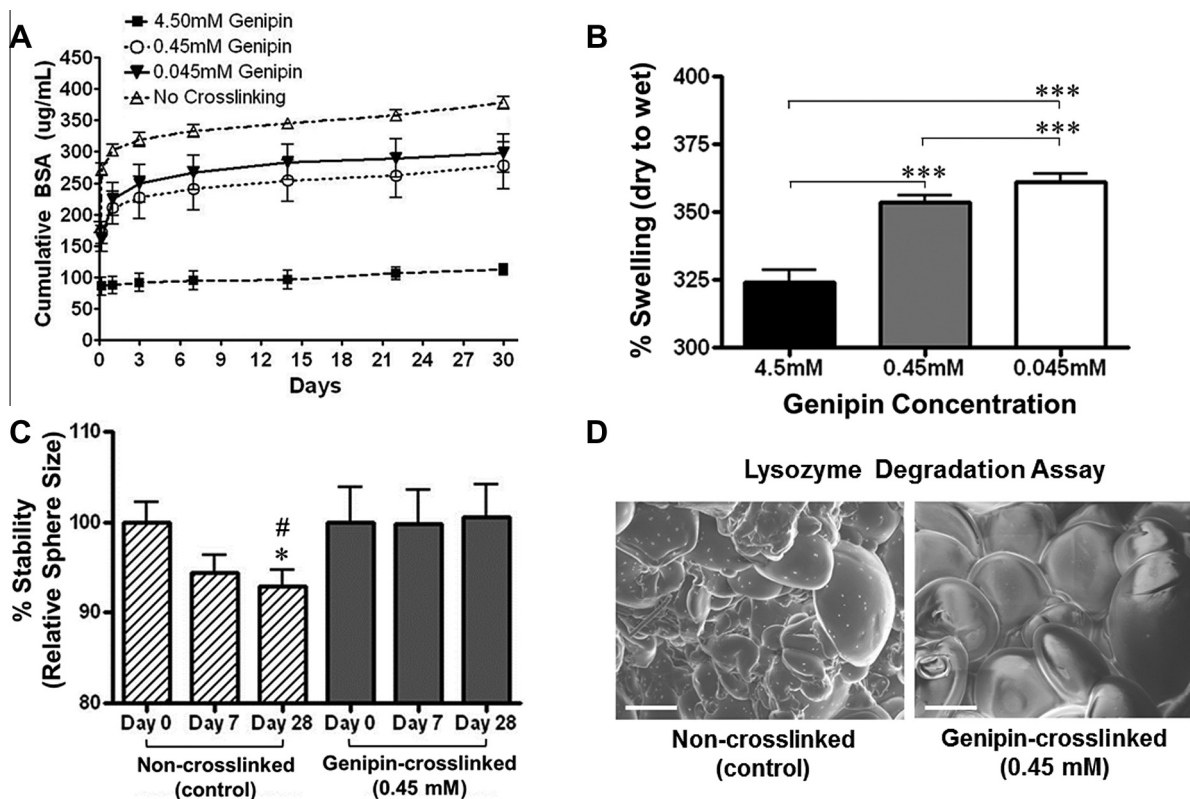 A
4.50mM Genipin
0.45mM Genipin
0.045mM Genipin
No Crosslinking
Cumulative BSA (ug/mL)
450
400
350
300
250
200
150
100
50
0
0 3 6 9 12 15 18 21 24 27 30
Days
B
% Swelling (dry to wet)
400
375
350
325
300
***
***
***
4.5mM 0.45mM 0.045mM
Genipin Concentration
C
% Stability
(Relative Sphere Size)
110
100
90
80
#
*
Day 0 Day 7 Day 28 Day 0 Day 7 Day 28
Non-crosslinked
(control)
Genipin-crosslinked
(0.45 mM)
D
Lysozyme Degradation Assay
Non-crosslinked
(control)
Genipin-crosslinked
(0.45 mM)